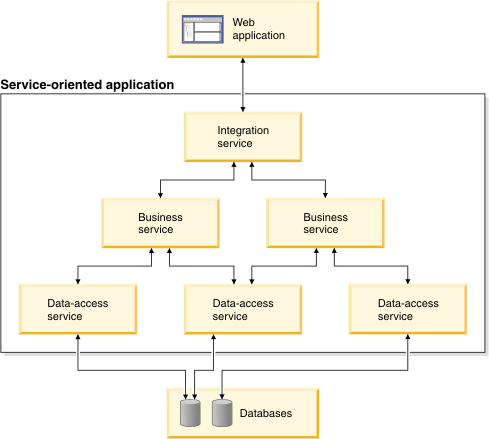 Web
application
Service-oriented application
Integration
service
Business
service
Business
service
Data-access
service
Data-access
service
Data-access
service
Databases